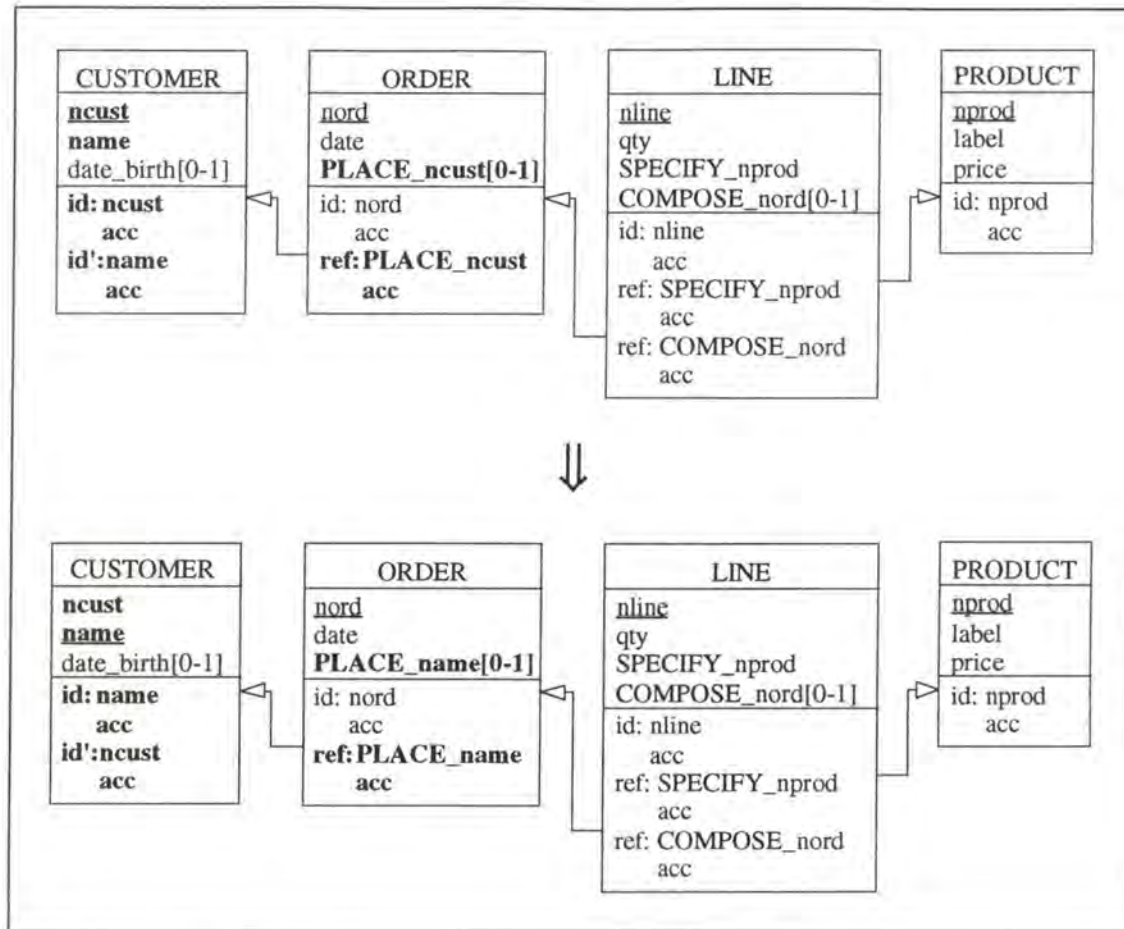 CUSTOMER
ncust
name
date_birth[0-1]
id: ncust
acc
id':name
acc
ORDER
nord
date
PLACE_ncust[0-1]
id: nord
acc
ref:PLACE_ncust
acc
LINE
nline
qty
SPECIFY_nprod
COMPOSE_nord[0-1]
id: nline
acc
ref: SPECIFY_nprod
acc
ref: COMPOSE_nord
acc
PRODUCT
nprod
label
price
id: nprod
acc
⇓
CUSTOMER
ncust
name
date_birth[0-1]
id: name
acc
id':ncust
acc
ORDER
nord
date
PLACE_name[0-1]
id: nord
acc
ref:PLACE_name
acc
LINE
nline
qty
SPECIFY_nprod
COMPOSE_nord[0-1]
id: nline
acc
ref: SPECIFY_nprod
acc
ref: COMPOSE_nord
acc
PRODUCT
nprod
label
price
id: nprod
acc